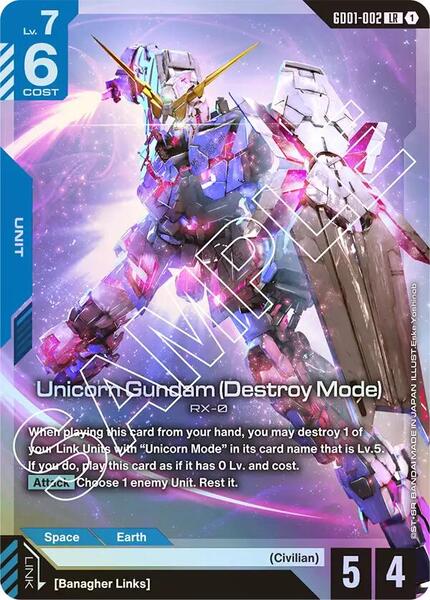 Lv. 7
6
COST
GD01-002 LR 1
UNIT
SAMPLE
Unicorn Gundam (Destroy Mode)
RX-0
When playing this card from your hand, you may destroy 1 of
your Link Units with “Unicorn Mode” in its card name that is Lv.5.
If you do, play this card as if it has 0 Lv. and cost.
Attack Choose 1 enemy Unit. Rest it.
©ST·SR BANDAI MADE IN JAPAN ILLUST.
Space Earth
(Civilian)
LINK
[Banagher Links]
5 4